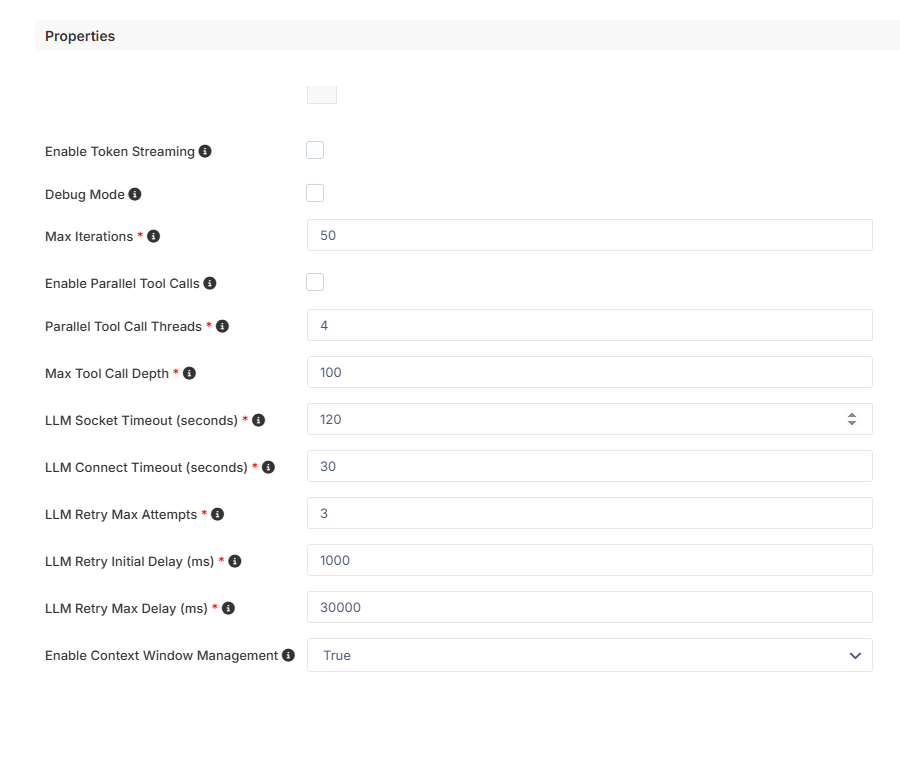 Properties
Enable Token Streaming
Debug Mode
Max Iterations * 50
Enable Parallel Tool Calls
Parallel Tool Call Threads * 4
Max Tool Call Depth * 100
LLM Socket Timeout (seconds) * 120
LLM Connect Timeout (seconds) * 30
LLM Retry Max Attempts * 3
LLM Retry Initial Delay (ms) * 1000
LLM Retry Max Delay (ms) * 30000
Enable Context Window Management True